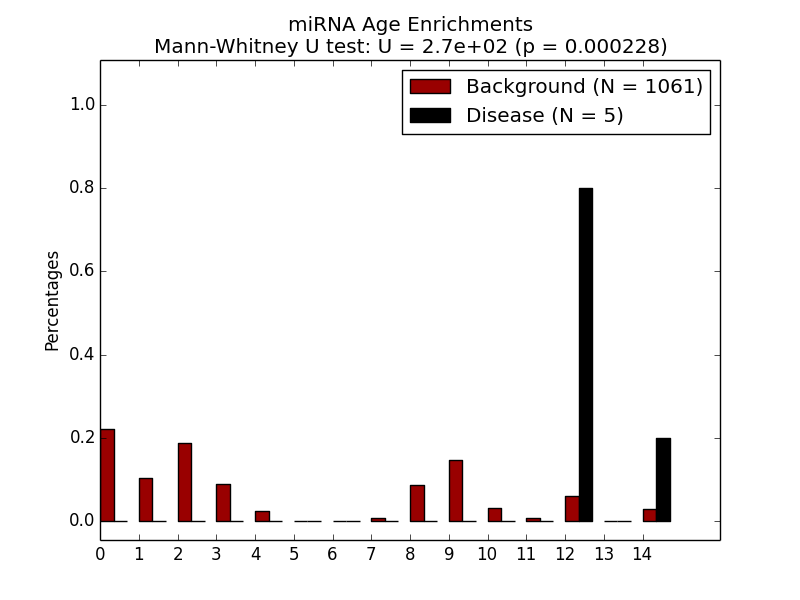 miRNA Age Enrichments
Mann-Whitney U test: U = 2.7e+02 (p = 0.000228)
Background (N = 1061)
Disease (N = 5)
Percentages
1.0
0.8
0.6
0.4
0.2
0.0
0 1 2 3 4 5 6 7 8 9 10 11 12 13 14